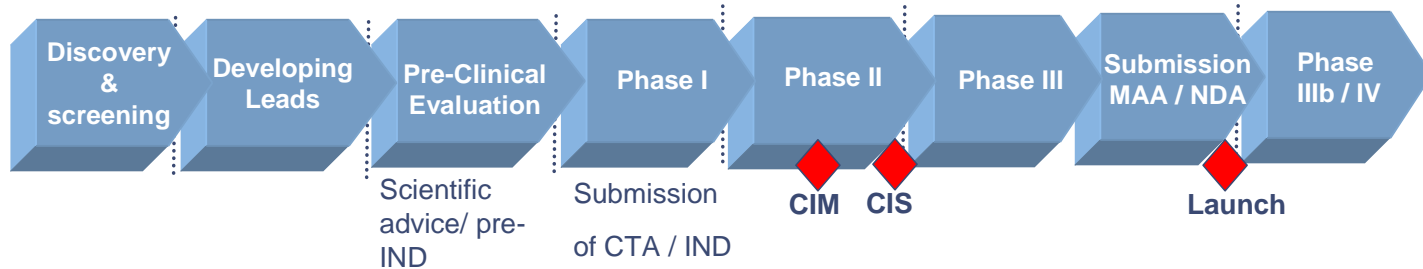 Discovery
&
screening
Developing
Leads
Pre-Clinical
Evaluation
Phase I
Phase II
Phase III
Submission
MAA / NDA
Phase
IIIb / IV
Scientific
advice/ pre-
IND
Submission
of CTA / IND
CIM
CIS
Launch